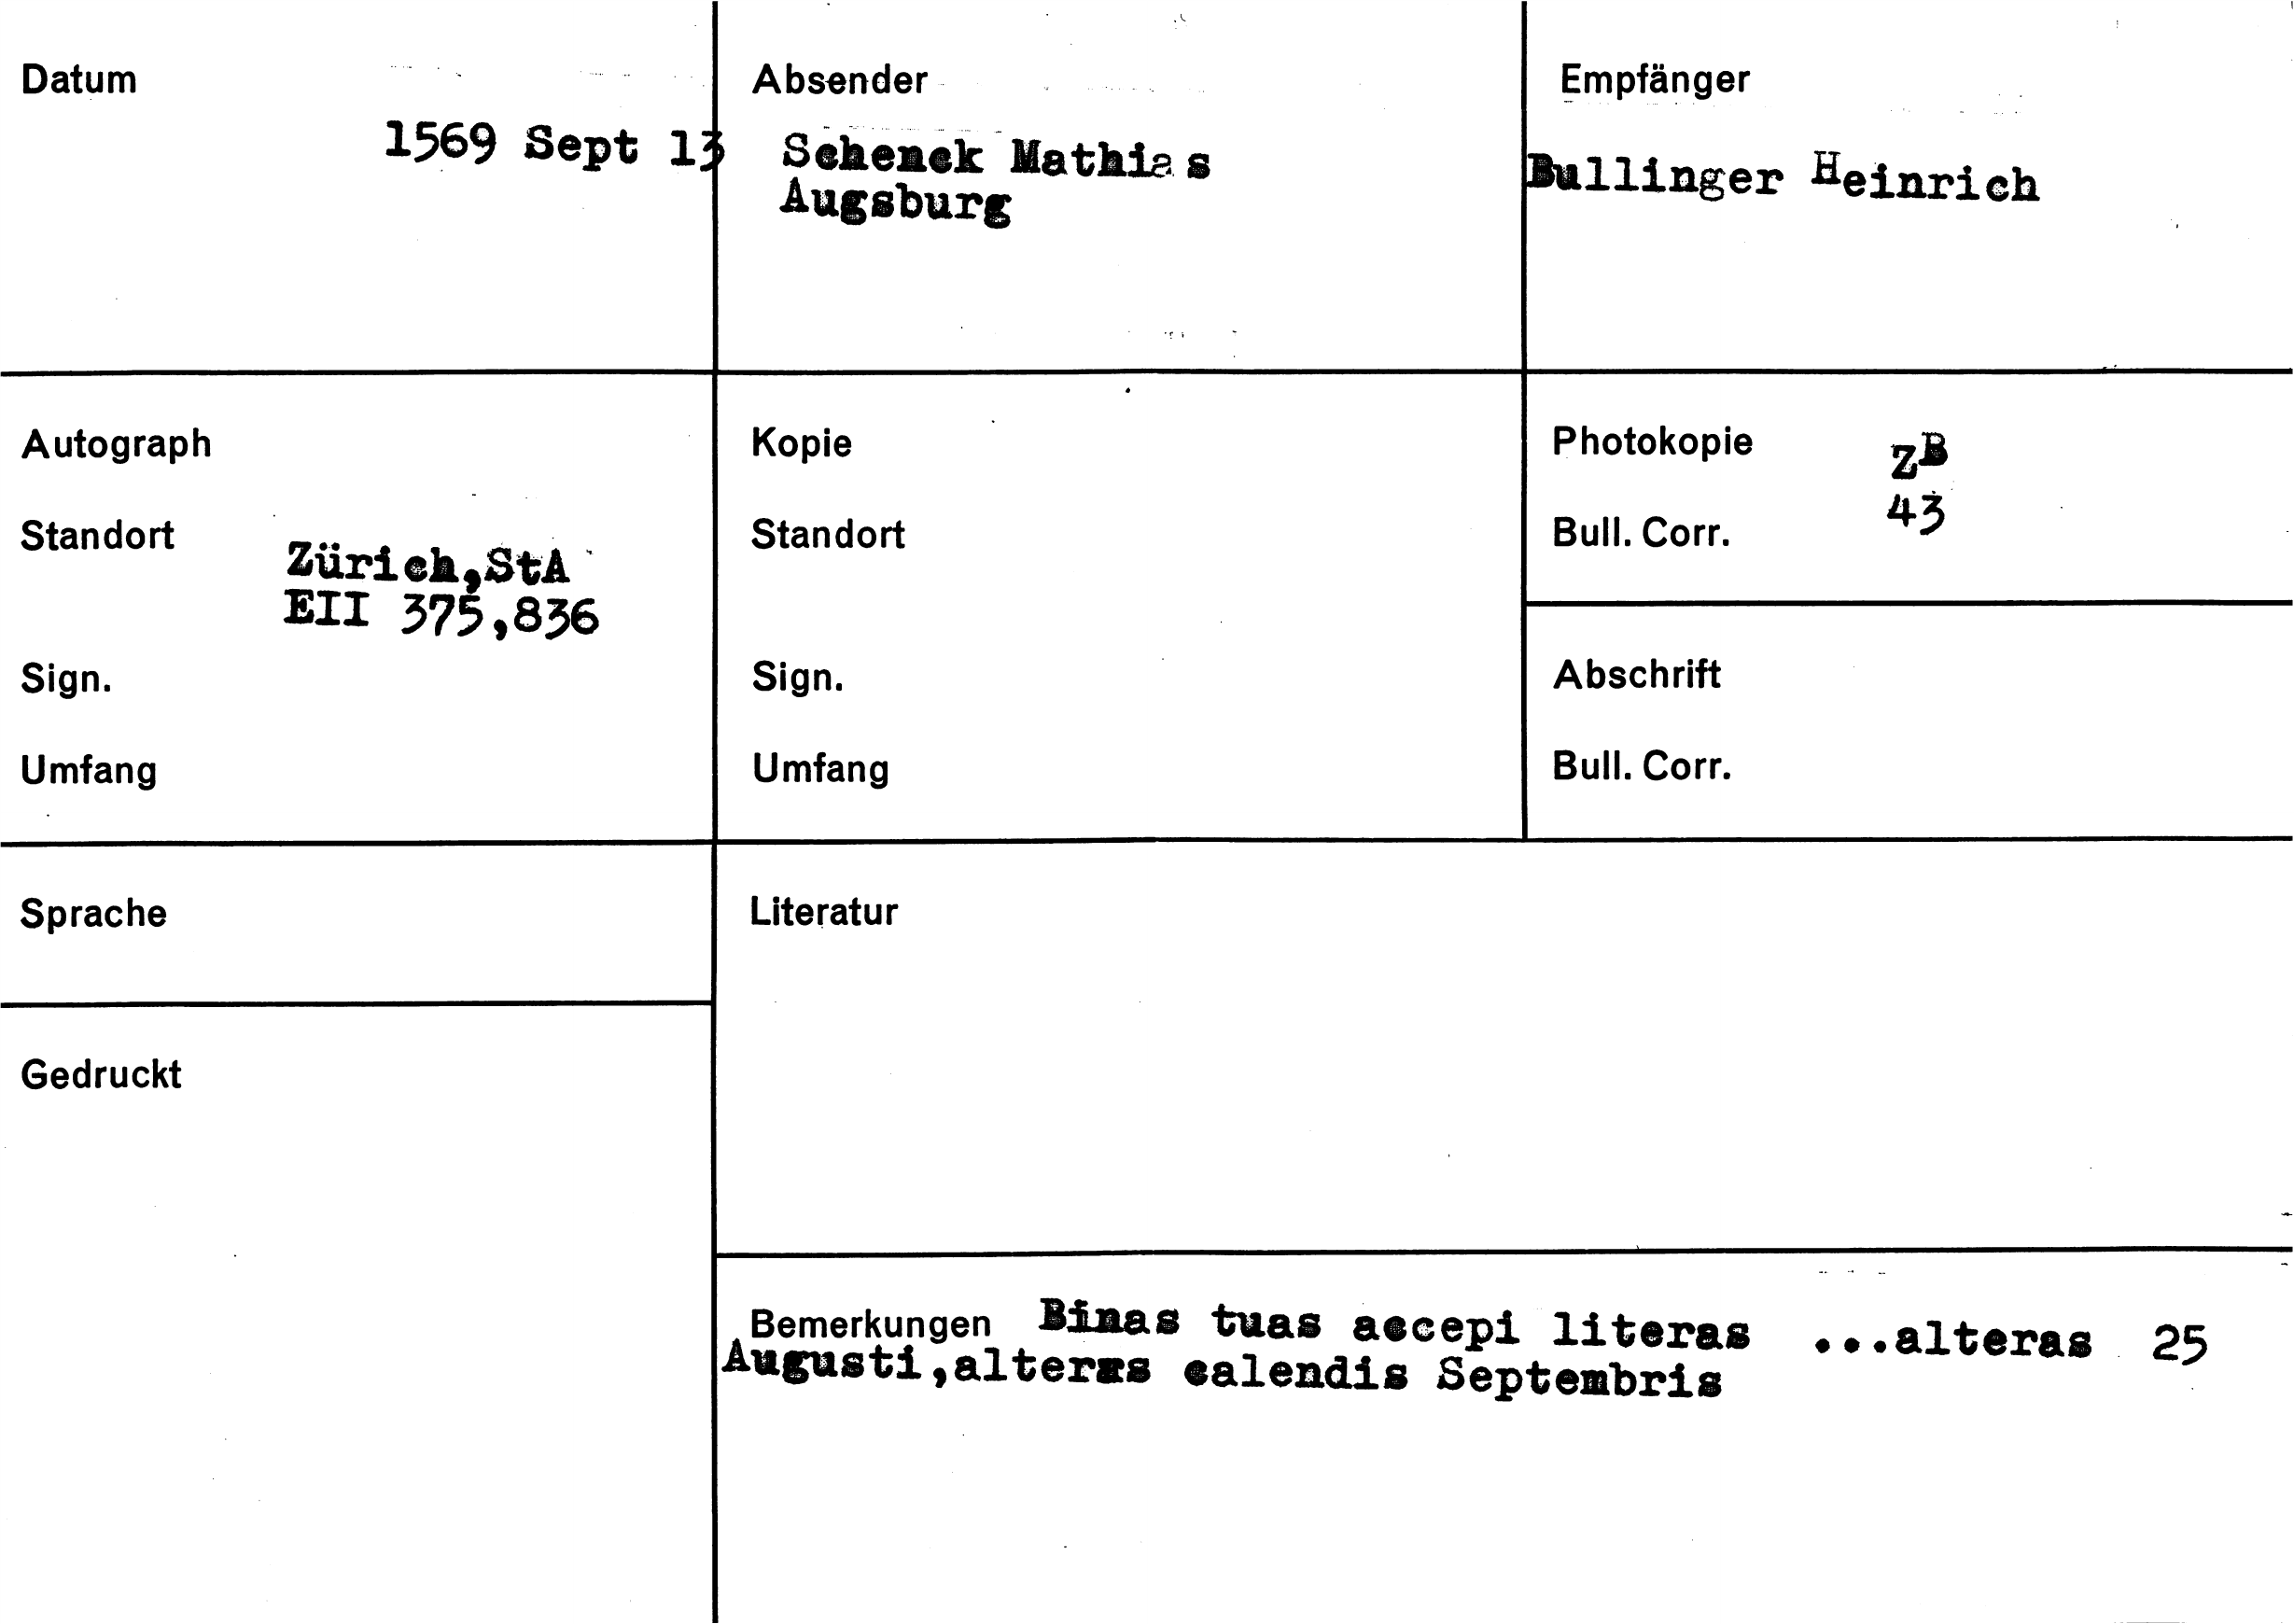 Datum
1569 Sept 13
Absender
Schenck Mathias
Augsburg
Empfänger
Bullinger Heinrich
Autograph
Standort
Zürich,StA
EII 375,836
Sign.
Umfang
Kopie
Standort
Sign.
Umfang
Photokopie ZB
Bull. Corr. 43
Abschrift
Bull. Corr.
Sprache
Literatur
Gedruckt
Bemerkungen Binas tuas accepi literas ...alteras 25
Augusti,alteras calendis Septembris